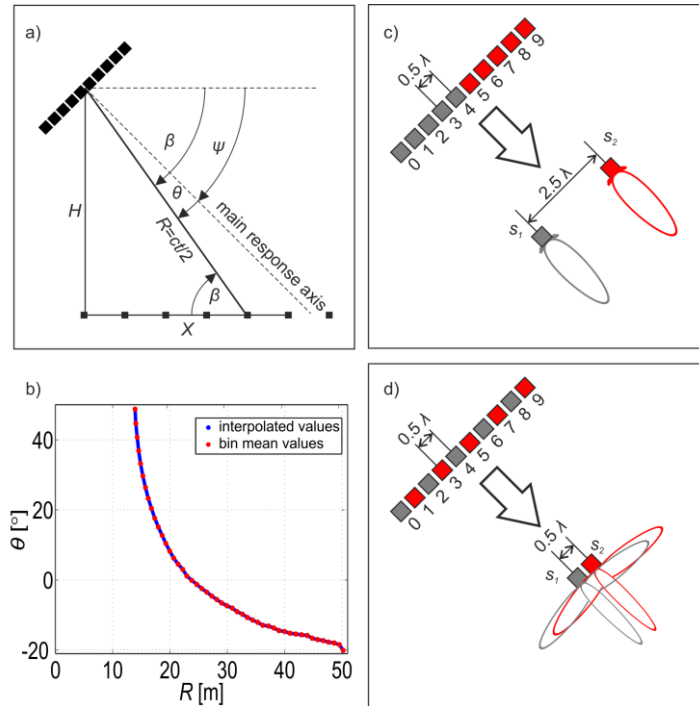 a)
β
ψ
θ
H
R=ct/2
main response axis
β
X
b)
interpolated values
bin mean values
40
20
0
-20
θ [°]
0
10
20
30
40
50
R [m]
c)
0.5 λ
0 1 2 3 4 5 6 7 8 9
s₂
2.5 λ
s₁
d)
0.5 λ
0 1 2 3 4 5 6 7 8 9
0.5 λ
s₂
s₁